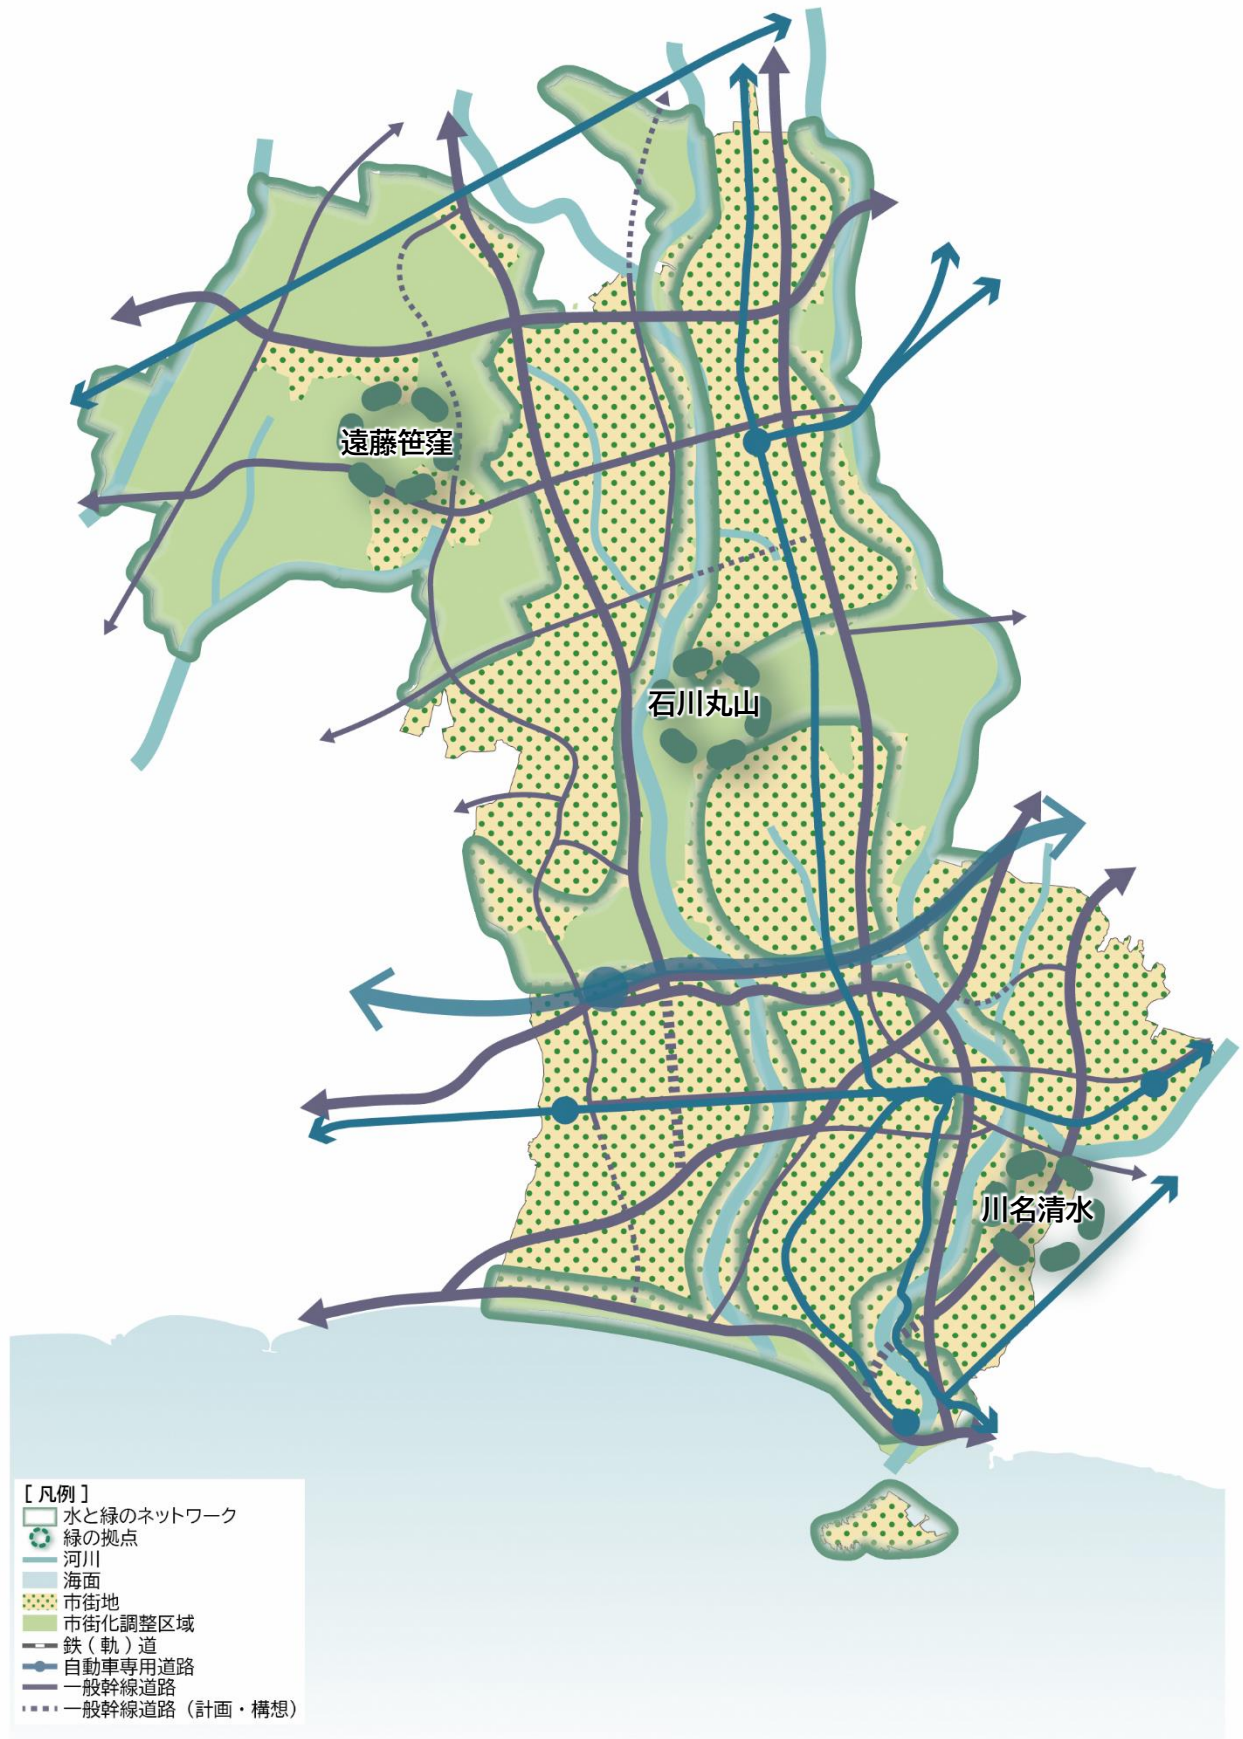 遠藤笹窪
石川丸山
川名清水
[ 凡例 ]
水と緑のネットワーク
緑の拠点
河川
海面
市街地
市街化調整区域
鉄(軌)道
自動車専用道路
一般幹線道路
一般幹線道路(計画・構想)